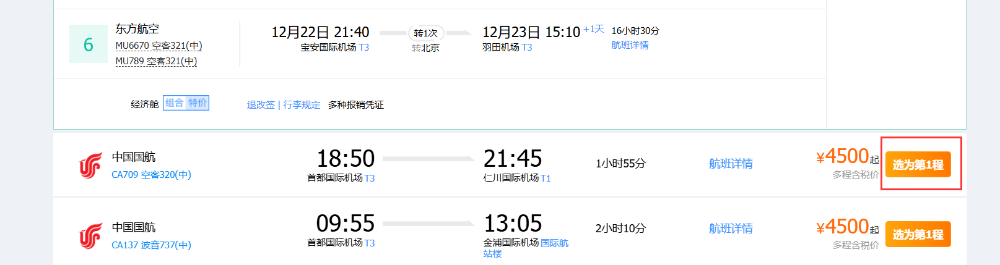 6
东方航空
MU6670 空客321(中)
MU789 空客321(中)
12月22日 21:40
宝安国际机场 T3
转1次
转北京
12月23日 15:10 +1天
羽田机场 T3
16小时30分
航班详情
经济舱 组合 特价 退改签 | 行李规定 多种报销凭证
中国国航
CA709 空客320(中)
18:50
首都国际机场 T3
21:45
仁川国际机场 T1
1小时55分
航班详情
¥4500起
多程含税价
选为第1程
中国国航
CA137 波音737(中)
09:55
首都国际机场 T3
13:05
金浦国际机场 国际航
站楼
2小时10分
航班详情
¥4500起
多程含税价
选为第1程